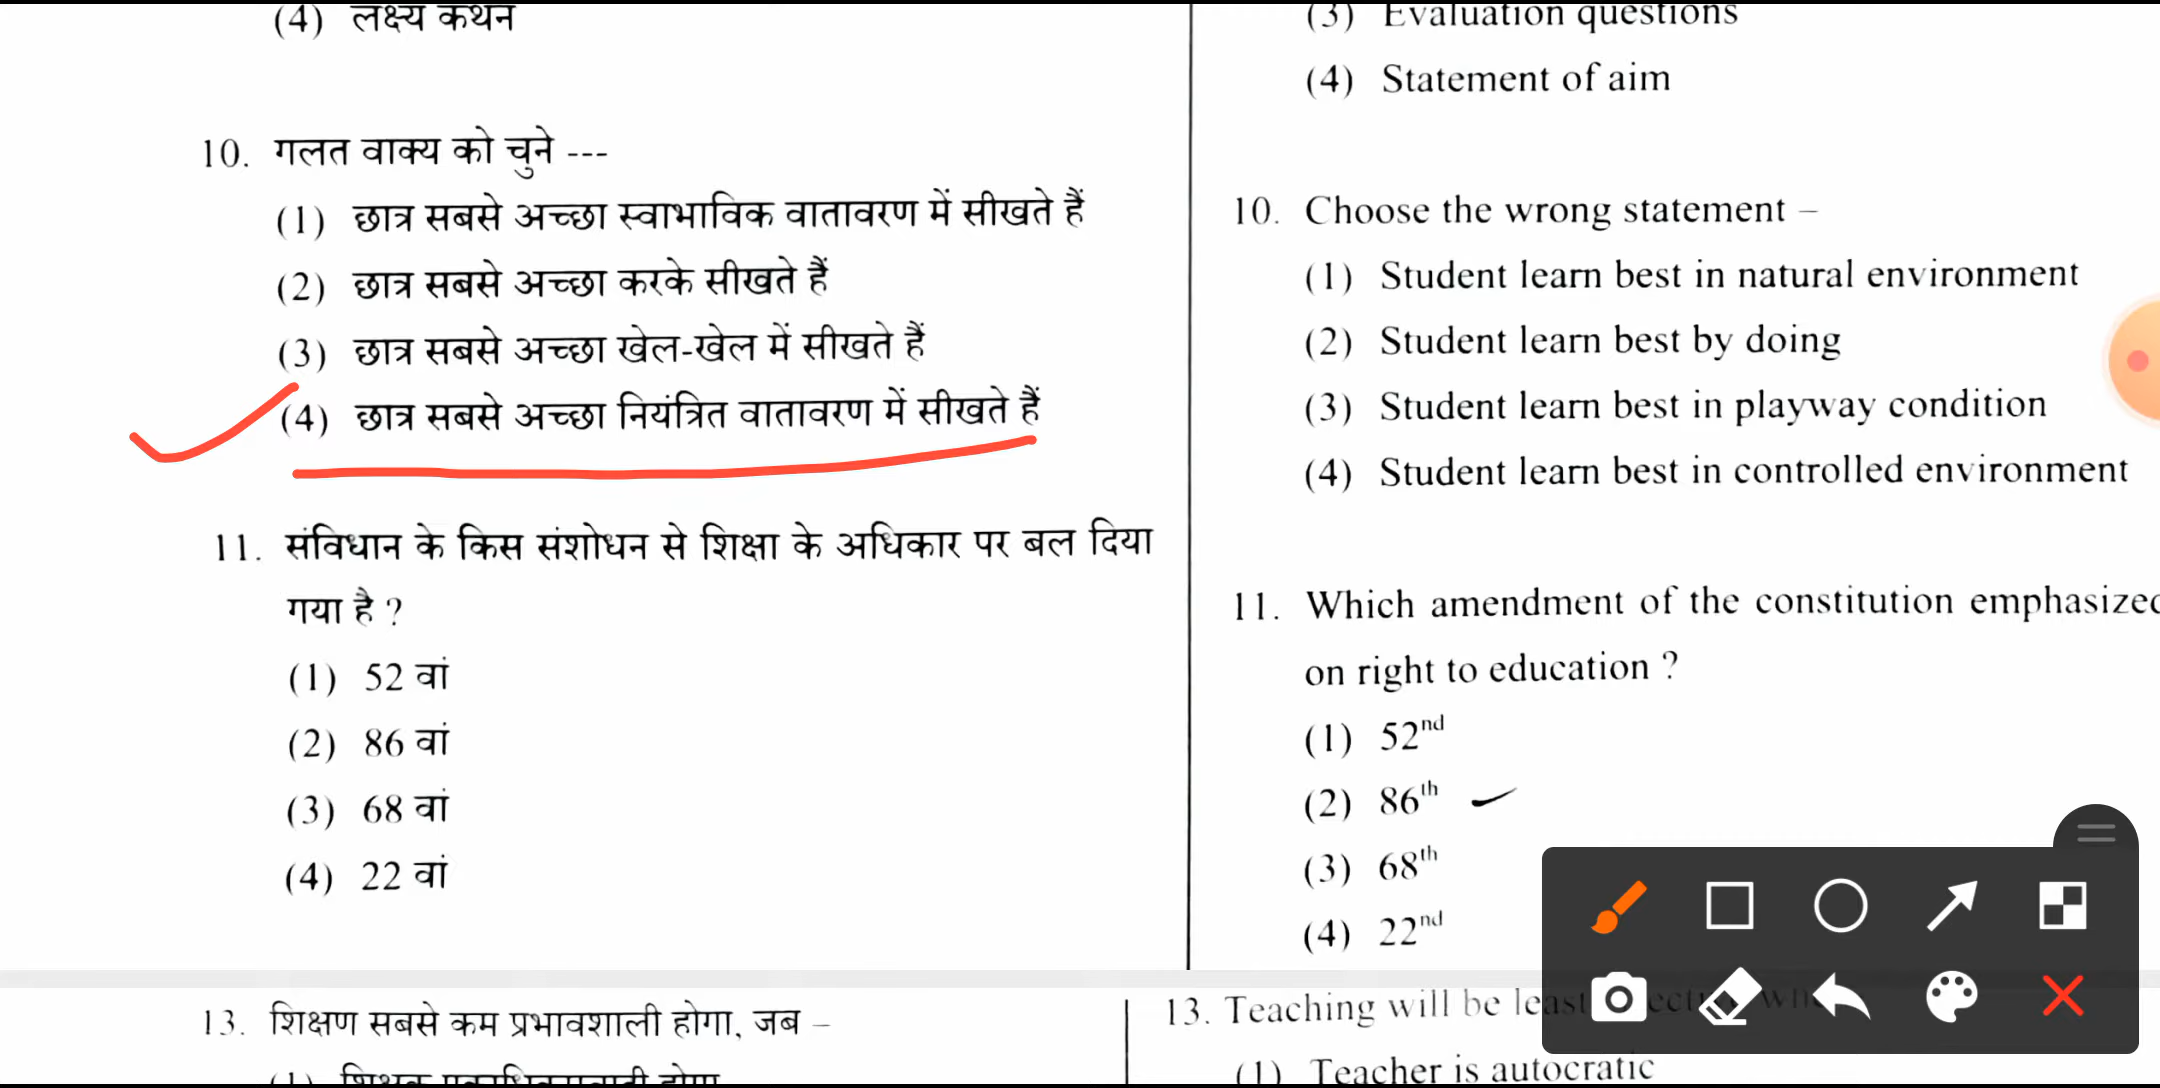 (4) लक्ष्य कथन
10. गलत वाक्य को चुने ---
(1) छात्र सबसे अच्छा स्वाभाविक वातावरण में सीखते हैं
(2) छात्र सबसे अच्छा करके सीखते हैं
(3) छात्र सबसे अच्छा खेल-खेल में सीखते हैं
(4) छात्र सबसे अच्छा नियंत्रित वातावरण में सीखते हैं
11. संविधान के किस संशोधन से शिक्षा के अधिकार पर बल दिया
गया है ?
(1) 52 वां
(2) 86 वां
(3) 68 वां
(4) 22 वां
13. शिक्षण सबसे कम प्रभावशाली होगा, जब –
(3) Evaluation questions
(4) Statement of aim
10. Choose the wrong statement –
(1) Student learn best in natural environment
(2) Student learn best by doing
(3) Student learn best in playway condition
(4) Student learn best in controlled environment
11. Which amendment of the constitution emphasized
on right to education ?
(1) 52nd
(2) 86th
(3) 68th
(4) 22nd
13. Teaching will be least
(1) Teacher is autocratic